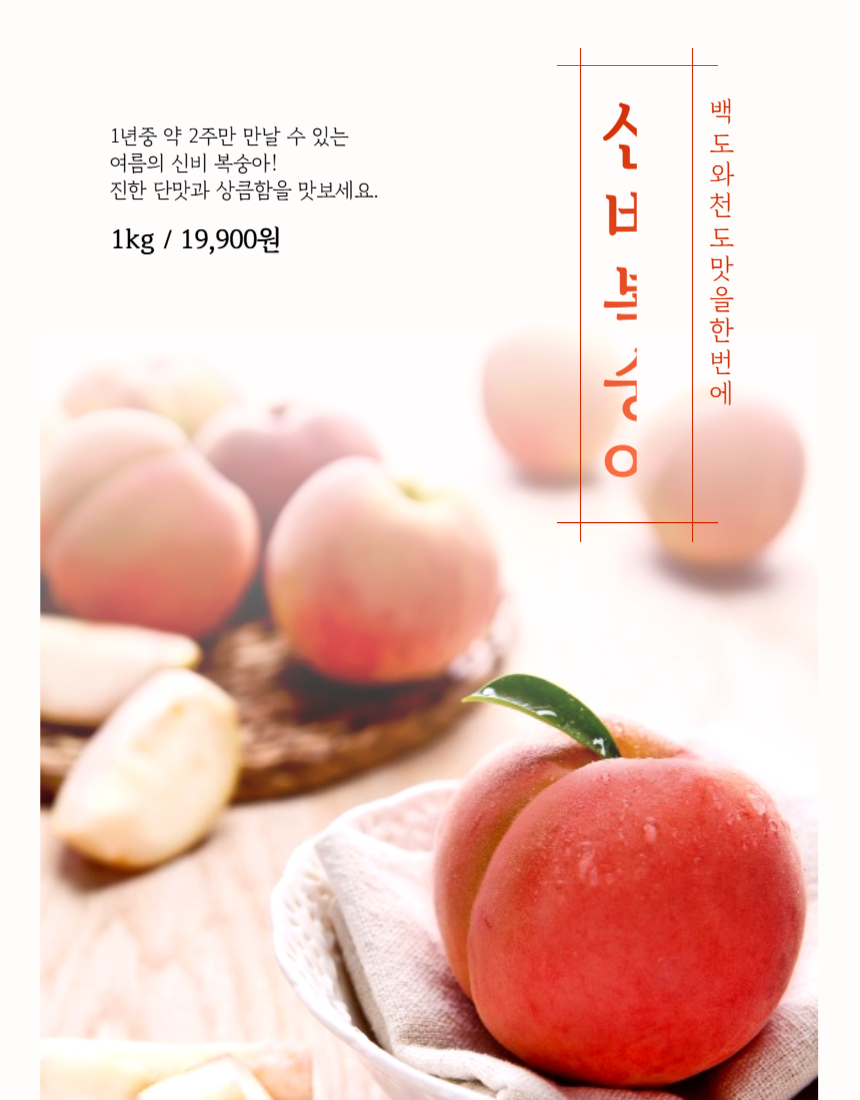 1년중 약 2주만 만날 수 있는
여름의 신비 복숭아!
진한 단맛과 상큼함을 맛보세요.
1kg / 19,900원
백도와천도맛을한번에